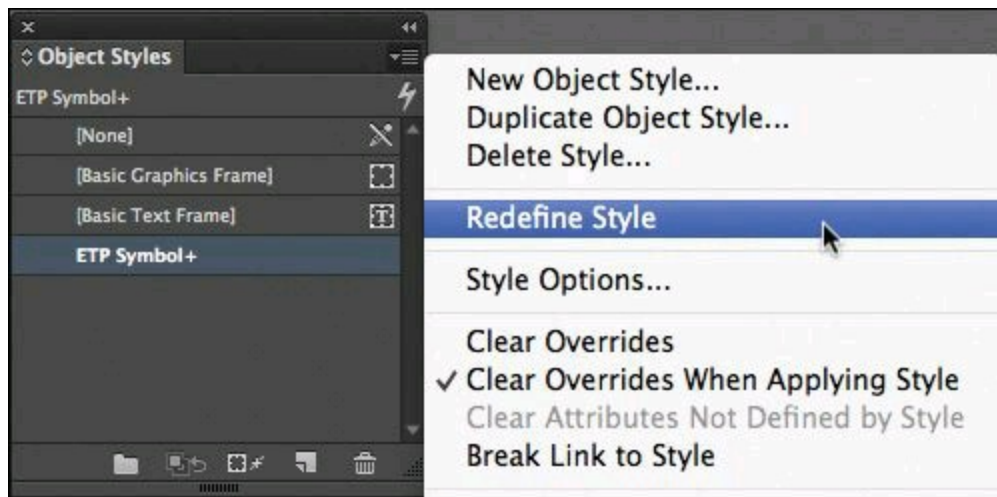 Object Styles
ETP Symbol+
[None]
[Basic Graphics Frame]
[Basic Text Frame]
T
ETP Symbol+
New Object Style...
Duplicate Object Style...
Delete Style...
Redefine Style
Style Options...
Clear Overrides
Clear Overrides When Applying Style
Clear Attributes Not Defined by Style
Break Link to Style